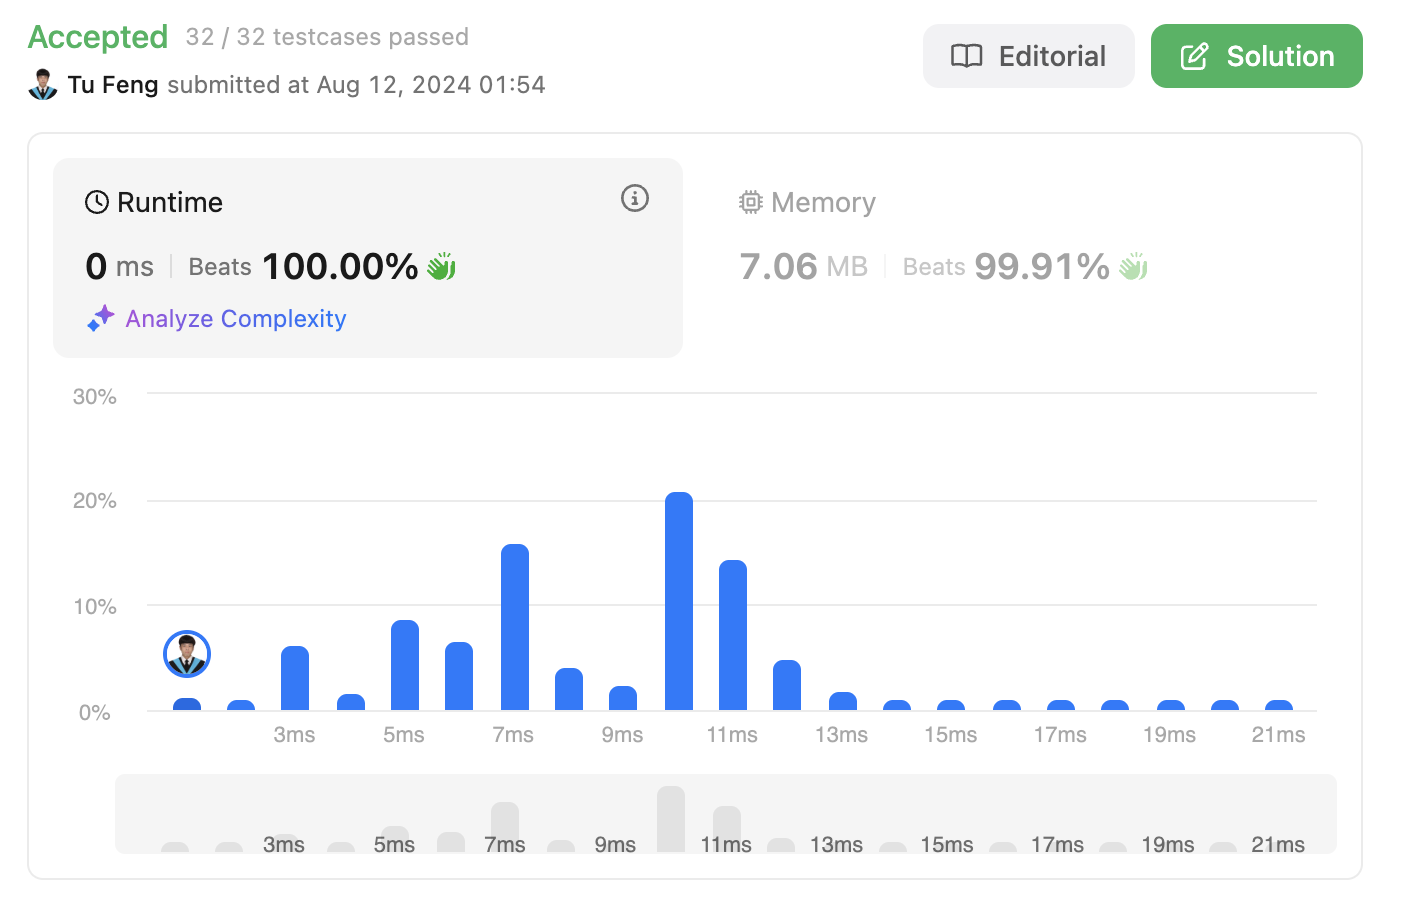 Accepted 32 / 32 testcases passed
Editorial
Solution
Tu Feng submitted at Aug 12, 2024 01:54
Runtime
0 ms Beats 100.00%
Analyze Complexity
Memory
7.06 MB Beats 99.91%
30%
20%
10%
0%
3ms 5ms 7ms 9ms 11ms 13ms 15ms 17ms 19ms 21ms
3ms 5ms 7ms 9ms 11ms 13ms 15ms 17ms 19ms 21ms